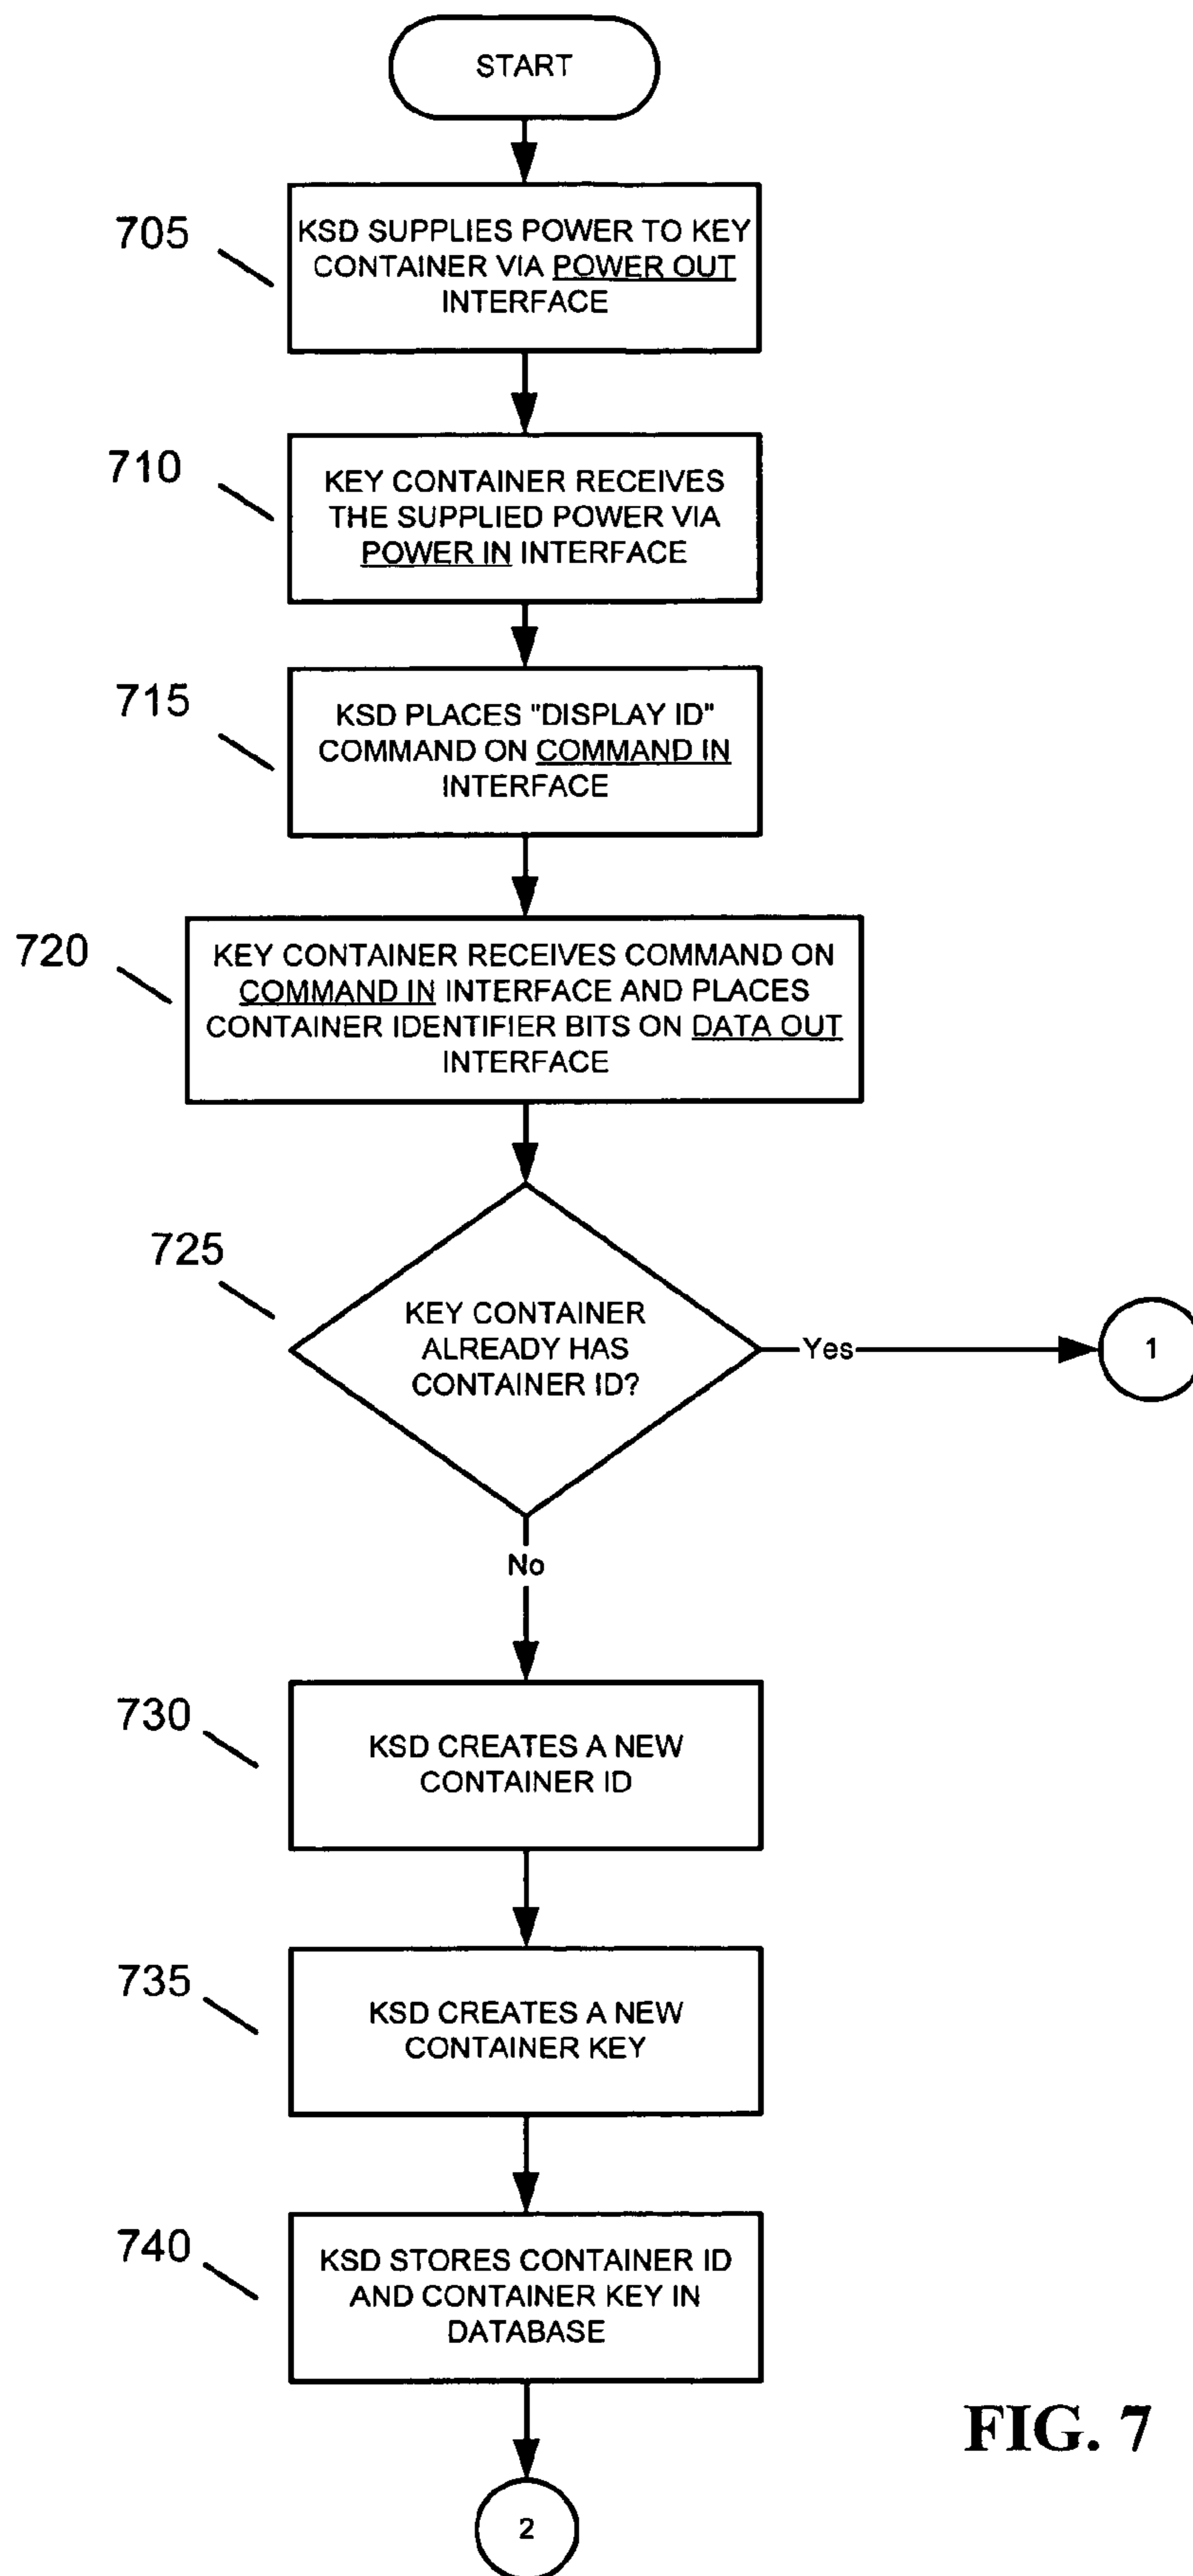 START
705
KSD SUPPLIES POWER TO KEY
CONTAINER VIA POWER OUT
INTERFACE
710
KEY CONTAINER RECEIVES
THE SUPPLIED POWER VIA
POWER IN INTERFACE
715
KSD PLACES "DISPLAY ID"
COMMAND ON COMMAND IN
INTERFACE
720
KEY CONTAINER RECEIVES COMMAND ON
COMMAND IN INTERFACE AND PLACES
CONTAINER IDENTIFIER BITS ON DATA OUT
INTERFACE
725
KEY CONTAINER
ALREADY HAS
CONTAINER ID?
Yes
1
No
730
KSD CREATES A NEW
CONTAINER ID
735
KSD CREATES A NEW
CONTAINER KEY
740
KSD STORES CONTAINER ID
AND CONTAINER KEY IN
DATABASE
FIG. 7
2